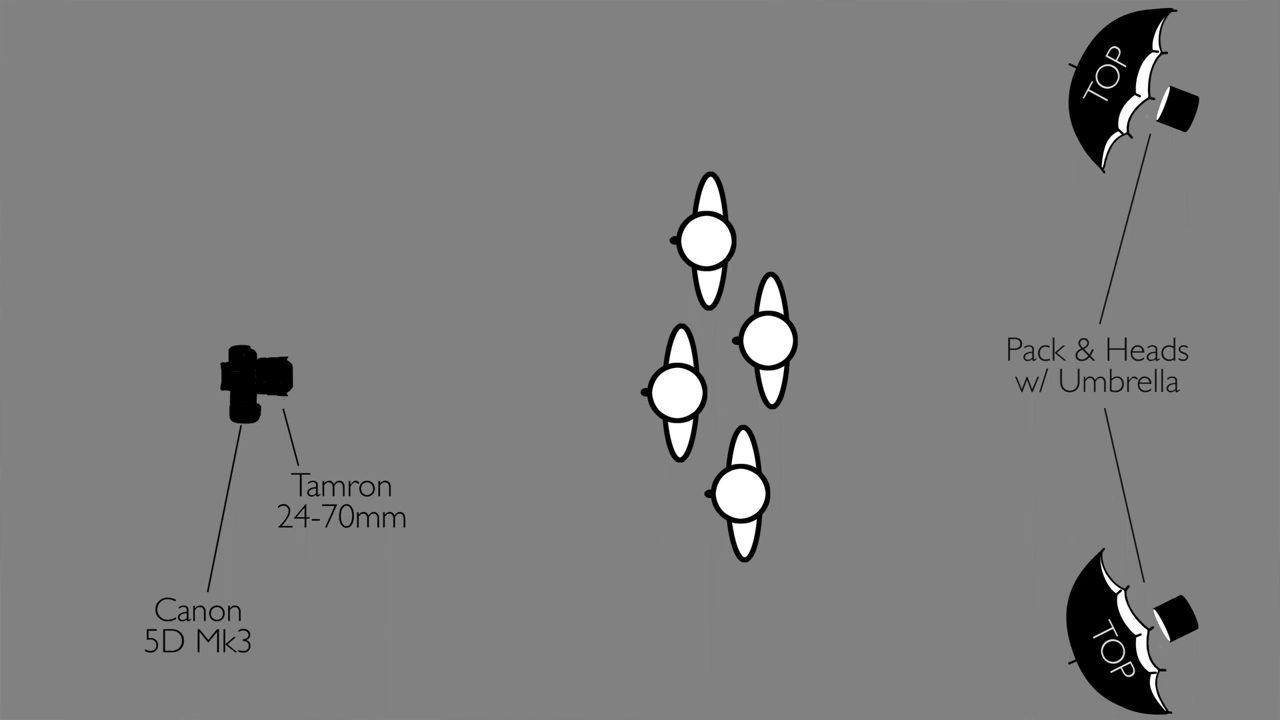 TOP
Pack & Heads
w/ Umbrella
Tamron
24-70mm
Canon
5D Mk3
TOP